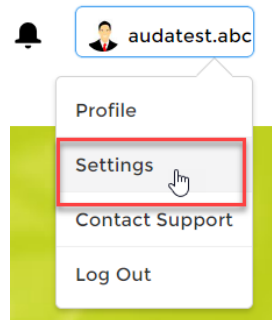 audatest.abc
Profile
Settings
Contact Support
Log Out